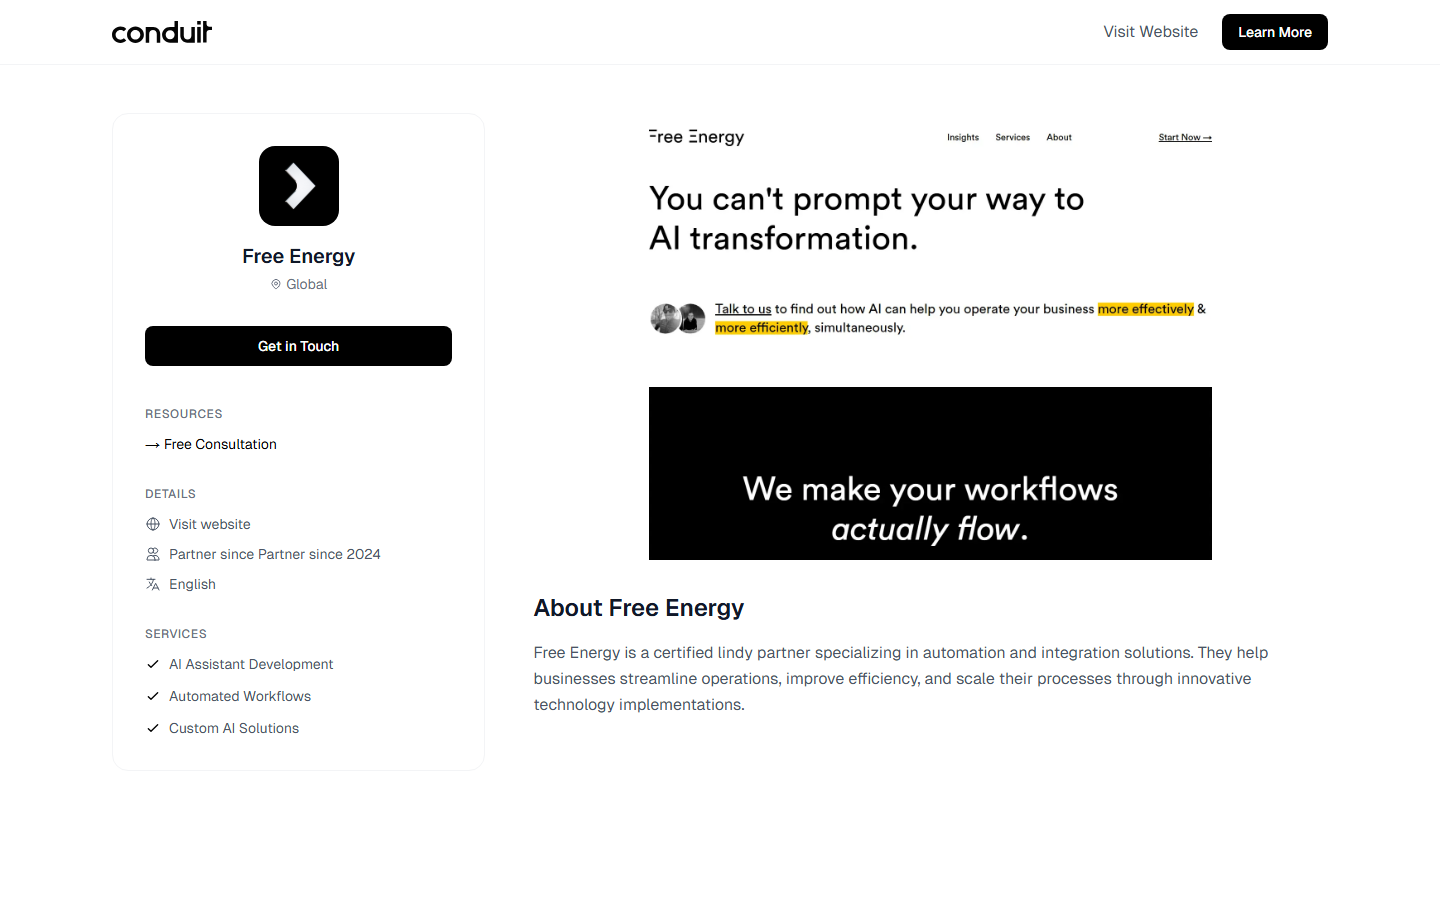 conduit
Visit Website
Learn More
Free Energy
Global
Get in Touch
RESOURCES
→ Free Consultation
DETAILS
Visit website
Partner since Partner since 2024
English
SERVICES
AI Assistant Development
Automated Workflows
Custom AI Solutions
Free Energy
Insights
Services
About
Start Now →
You can't prompt your way to
AI transformation.
Talk to us to find out how AI can help you operate your business more effectively &
more efficiently, simultaneously.
We make your workflows
actually flow.
About Free Energy
Free Energy is a certified lindy partner specializing in automation and integration solutions. They help
businesses streamline operations, improve efficiency, and scale their processes through innovative
technology implementations.